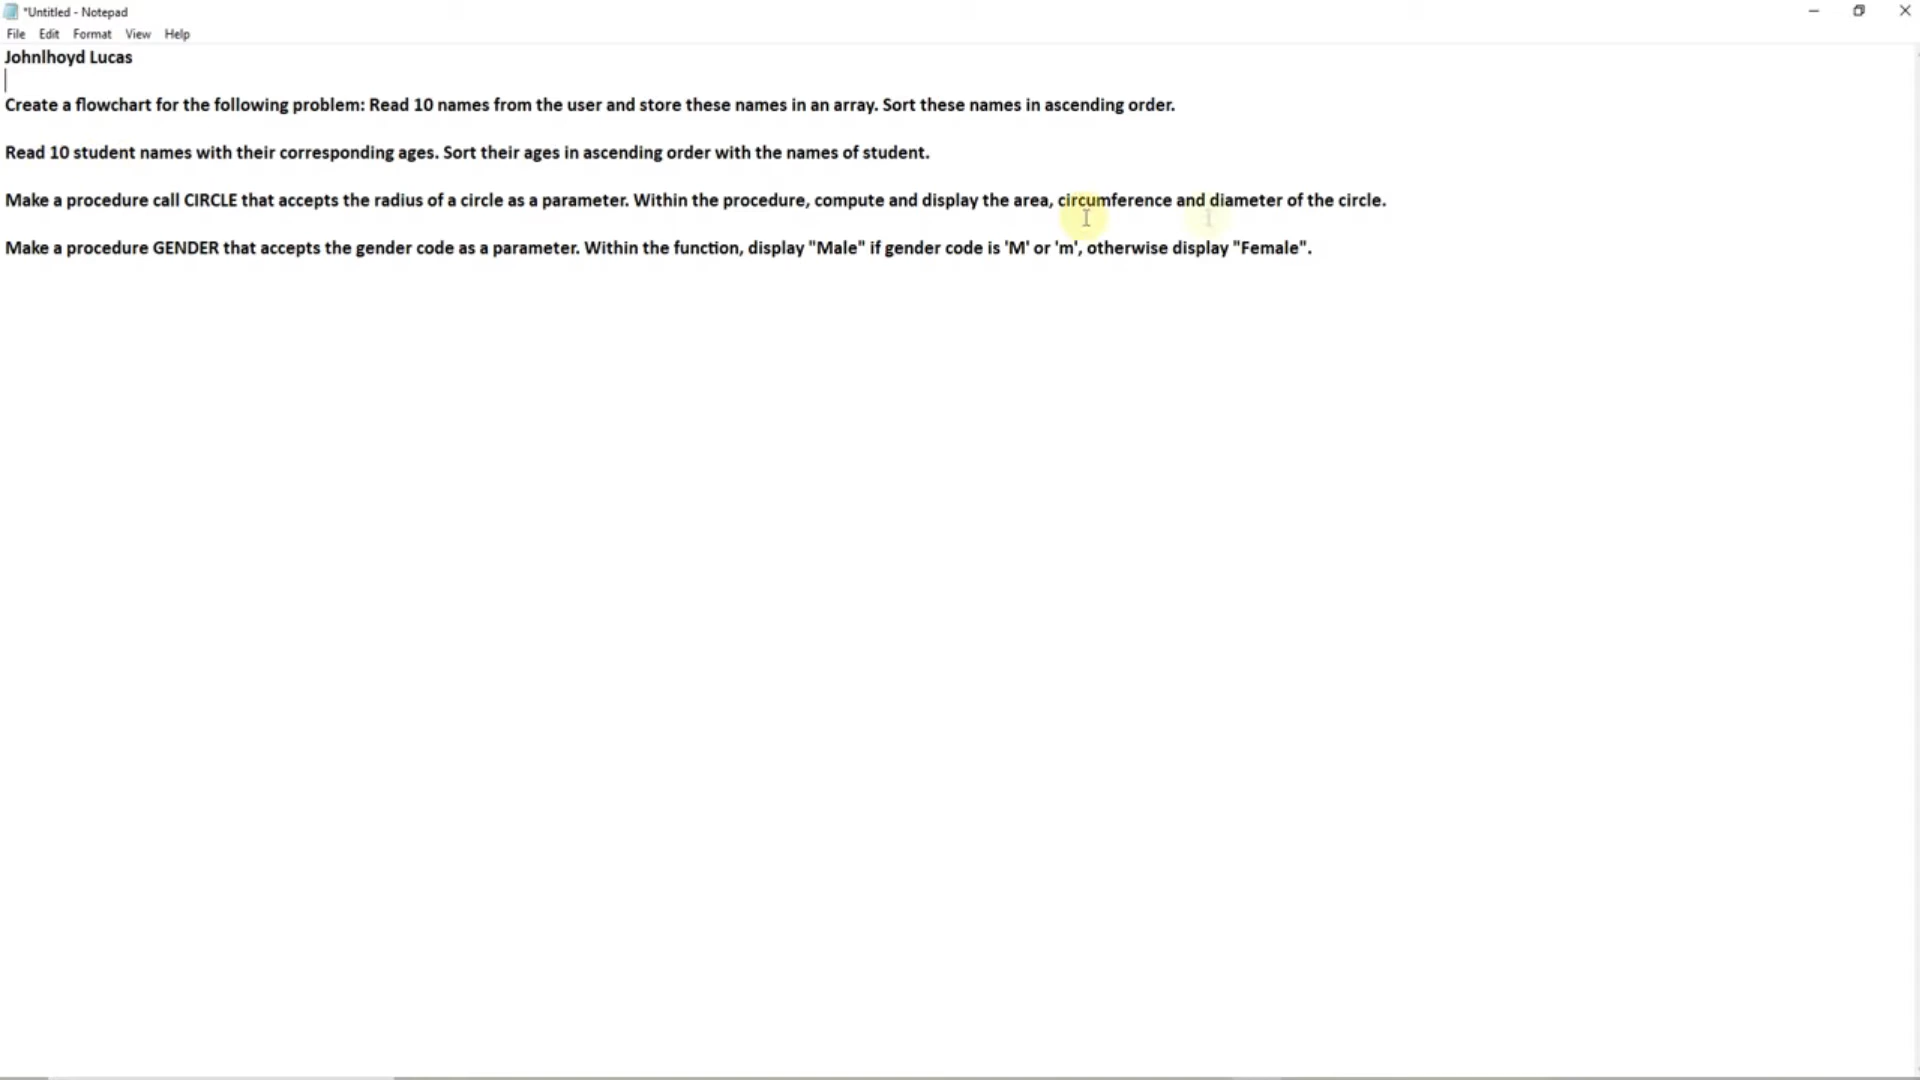 *Untitled - Notepad
File Edit Format View Help
Johnlhoyd Lucas
Create a flowchart for the following problem: Read 10 names from the user and store these names in an array. Sort these names in ascending order.
Read 10 student names with their corresponding ages. Sort their ages in ascending order with the names of student.
Make a procedure call CIRCLE that accepts the radius of a circle as a parameter. Within the procedure, compute and display the area, circumference and diameter of the circle.
Make a procedure GENDER that accepts the gender code as a parameter. Within the function, display "Male" if gender code is 'M' or 'm', otherwise display "Female".